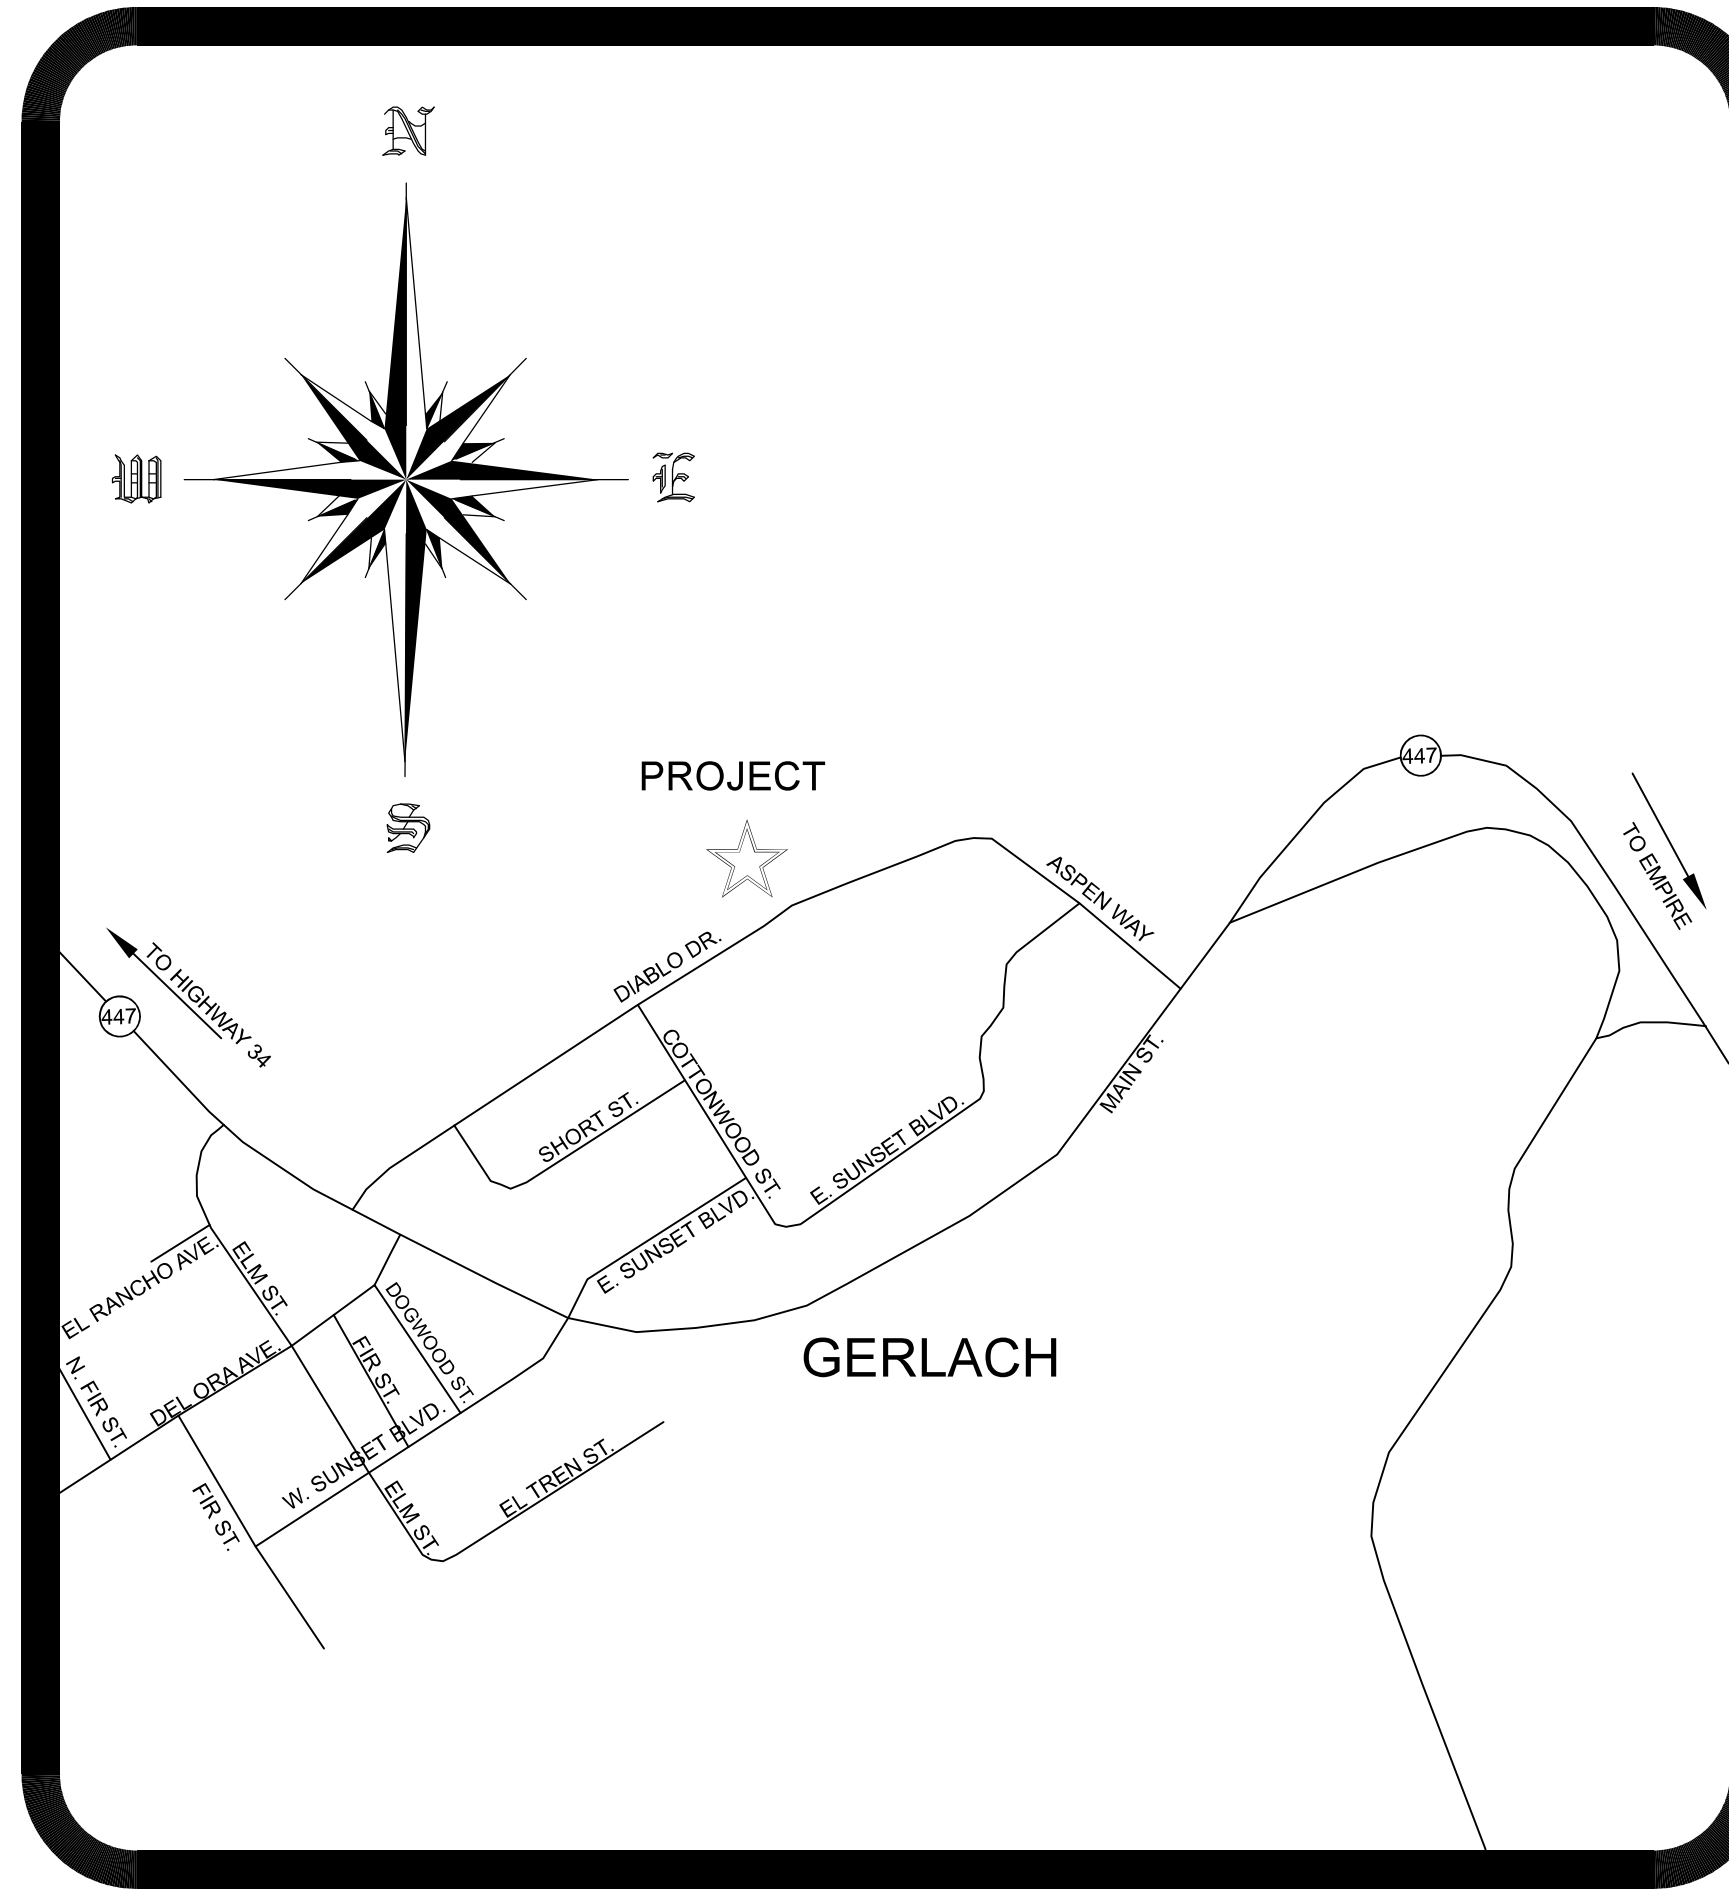 N
W
E
S
PROJECT
447
TO EMPIRE
ASPEN WAY
DIABLO DR.
TO HIGHWAY 34
447
COTTONWOOD ST.
SHORT ST.
MAIN ST.
E. SUNSET BLVD.
E. SUNSET BLVD.
EL RANCHO AVE.
ELM ST.
DOGWOOD ST.
GERLACH
N. FIR ST.
DEL ORA AVE.
FIR ST.
W. SUNSET BLVD.
EL TREN ST.
FIR ST.
ELM ST.